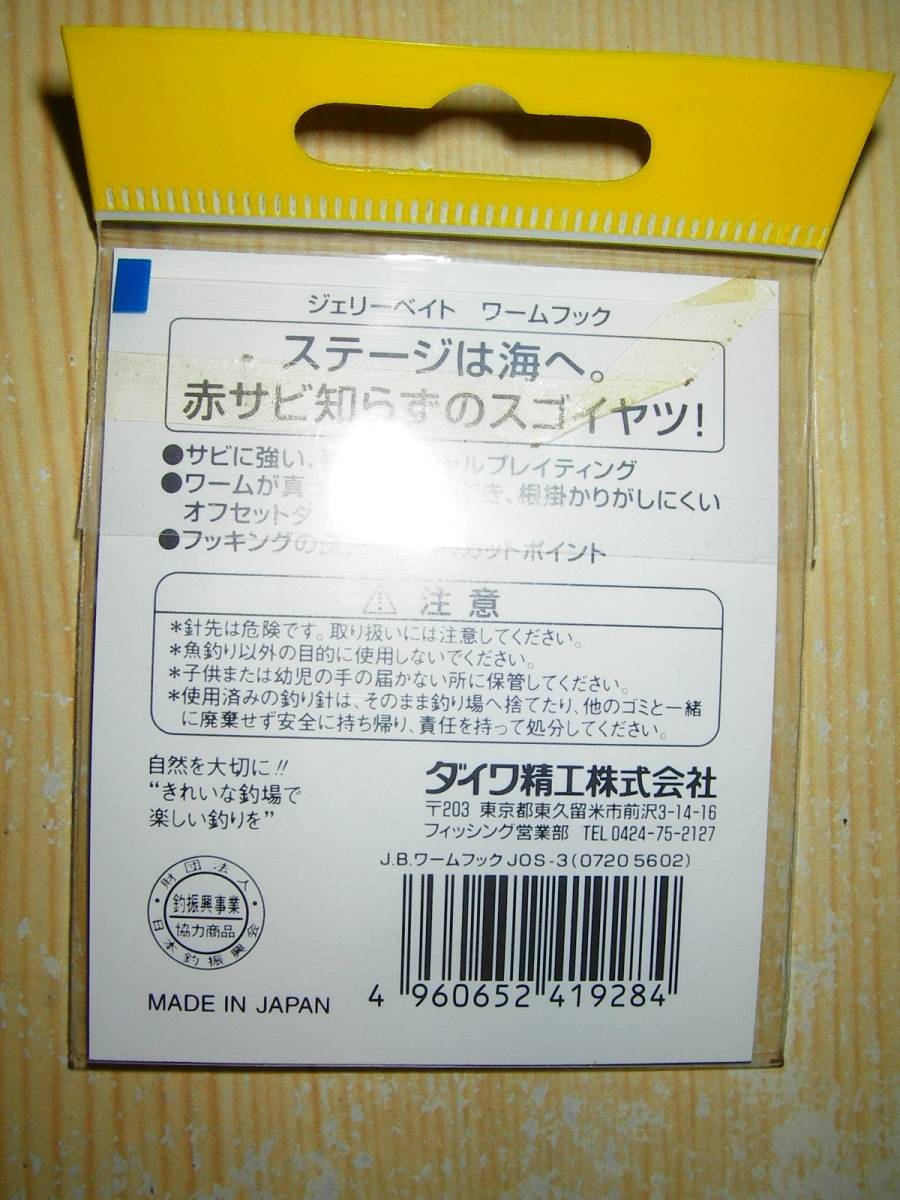 ジェリーベイト ワームフック
ステージは海へ。
赤サビ知らずのスゴイヤツ!
●サビに強い、 ャルプレイティング
●ワームが真 き、根掛かりがしにくい
オフセット
●フッキングの カットポイント
⚠ 注意
*針先は危険です。取り扱いには注意してください。
*魚釣り以外の目的に使用しないでください。
*子供または幼児の手の届かない所に保管してください。
*使用済みの釣り針は、そのまま釣り場へ捨てたり、他のゴミと一緒
に廃棄せず安全に持ち帰り、責任を持って処分してください。
自然を大切に!!
“きれいな釣場で
楽しい釣りを”
ダイワ精工株式会社
〒203 東京都東久留米市前沢3-14-16
フィッシング営業部 TEL 0424-75-2127
J.B.ワームフックJOS-3(0720 5602)
・財団法人・
釣振興事業
協力商品
日本釣振興会
MADE IN JAPAN
4 960652 419284